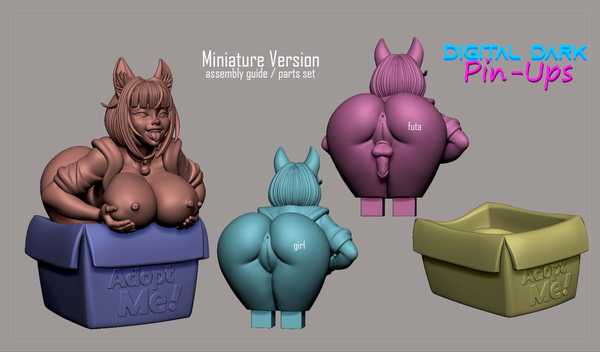 Miniature Version
assembly guide / parts set
DIGITAL DARK
Pin-Ups
futa
girl
Adopt
Me!
Adopt
Me!